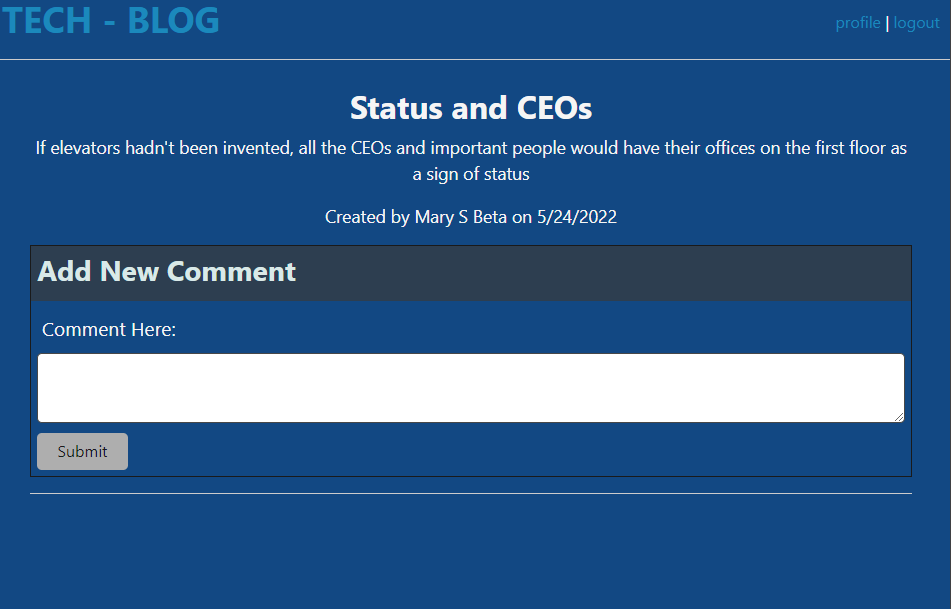 TECH - BLOG
profile | logout
Status and CEOs
If elevators hadn't been invented, all the CEOs and important people would have their offices on the first floor as
a sign of status
Created by Mary S Beta on 5/24/2022
Add New Comment
Comment Here:
Submit